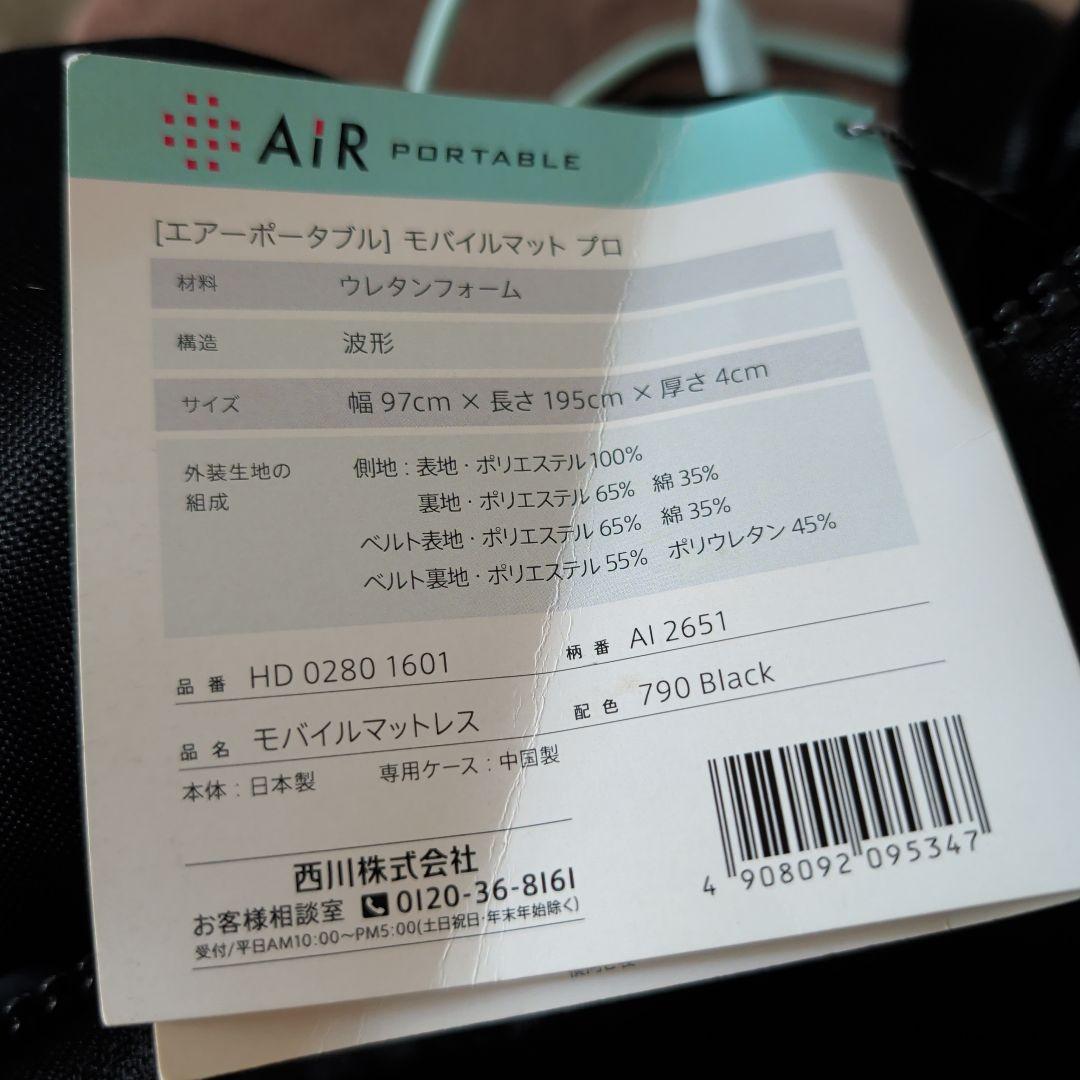 AiR PORTABLE
[エアーポータブル] モバイルマット プロ
材料 ウレタンフォーム
構造 波形
サイズ 幅 97cm × 長さ 195cm × 厚さ 4cm
外装生地の組成 側地 : 表地・ポリエステル 100%
裏地・ポリエステル 65% 綿 35%
ベルト表地・ポリエステル 65% 綿 35%
ベルト裏地・ポリエステル 55% ポリウレタン 45%
品番 HD 0280 1601 柄番 AI 2651
品名 モバイルマットレス 配色 790 Black
本体 : 日本製 専用ケース : 中国製
西川株式会社
お客様相談室 0120-36-8161
受付/平日AM10:00〜PM5:00(土日祝日・年末年始除く)
4 908092 095347